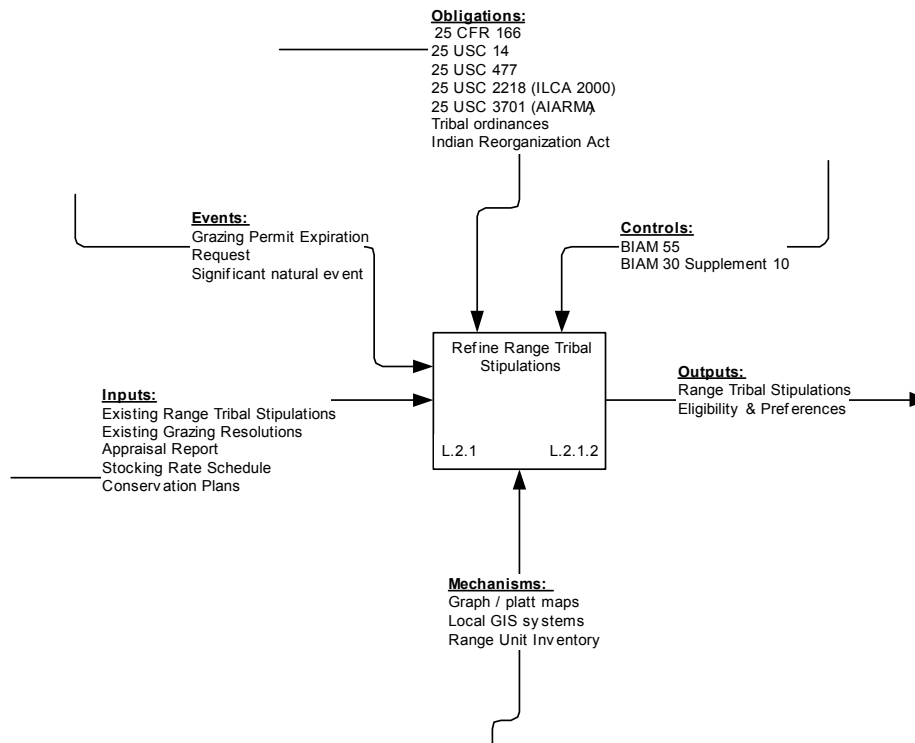 Obligations:
25 CFR 166
25 USC 14
25 USC 477
25 USC 2218 (ILCA 2000)
25 USC 3701 (AIARMA)
Tribal ordinances
Indian Reorganization Act
Events:
Grazing Permit Expiration
Request
Significant natural event
Controls:
BIAM 55
BIAM 30 Supplement 10
Refine Range Tribal
Stipulations
L.2.1
L.2.1.2
Outputs:
Range Tribal Stipulations
Eligibility & Preferences
Inputs:
Existing Range Tribal Stipulations
Existing Grazing Resolutions
Appraisal Report
Stocking Rate Schedule
Conservation Plans
Mechanisms:
Graph / platt maps
Local GIS systems
Range Unit Inventory